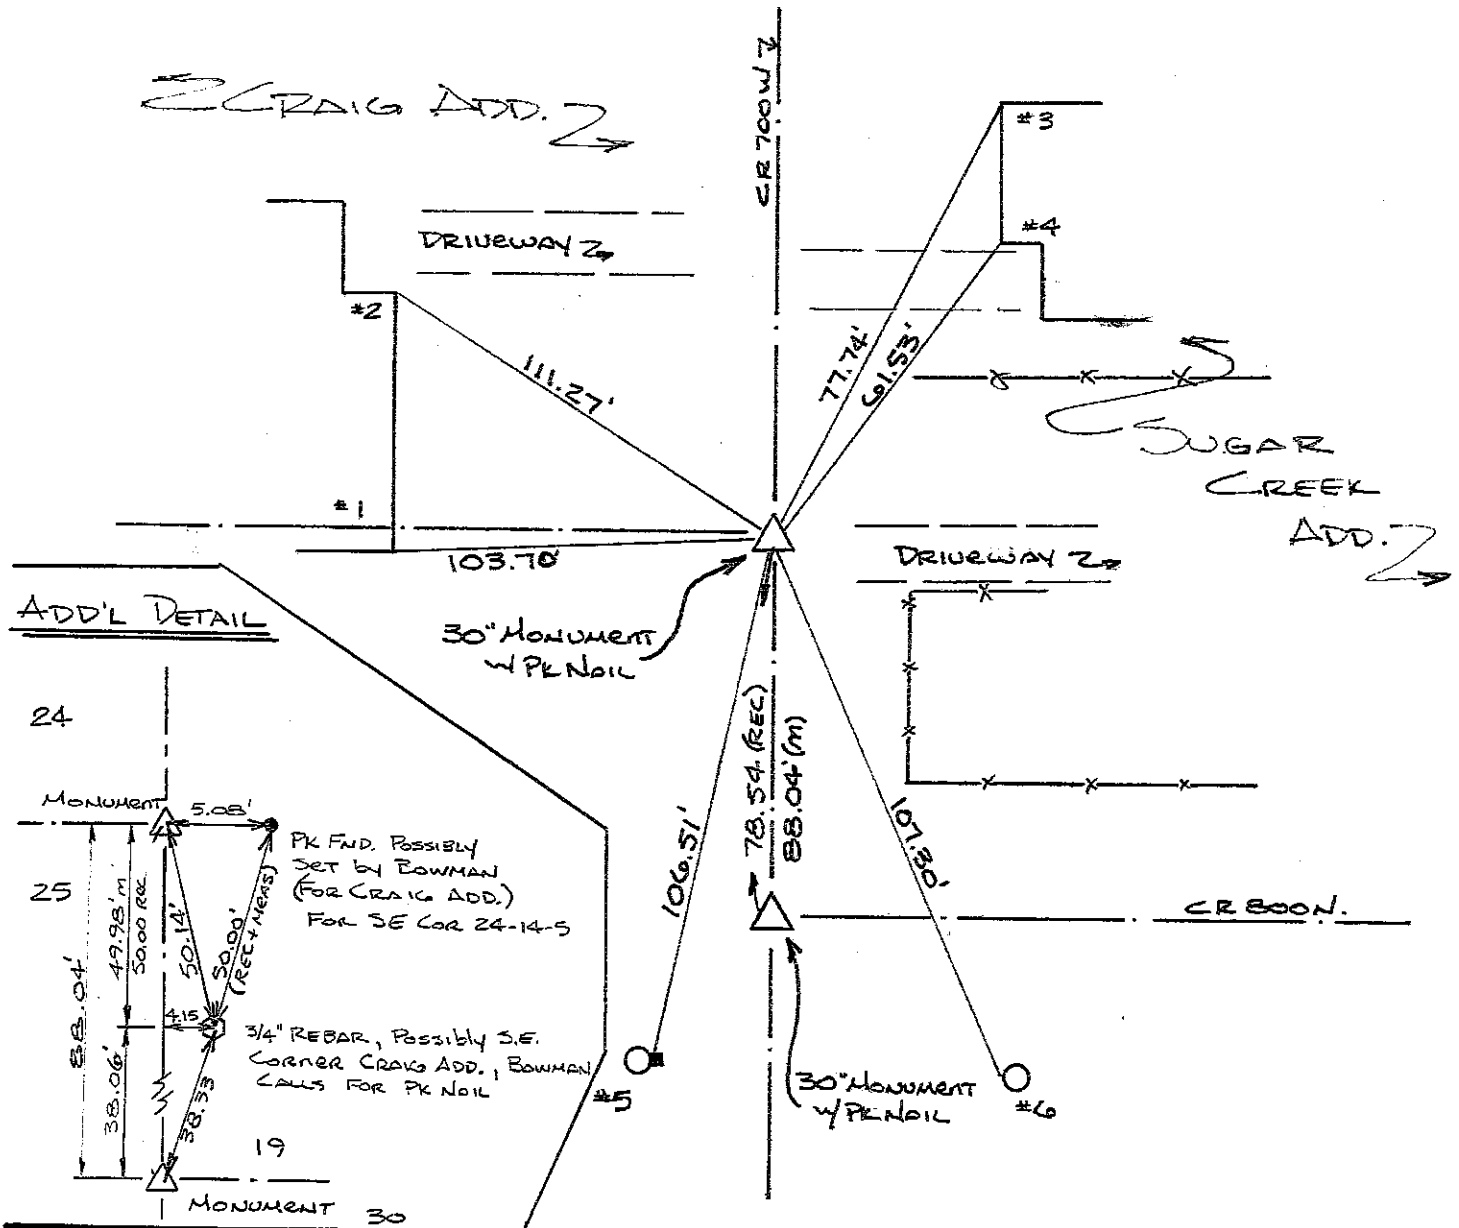 CRAIG ADD.
CR 700W
#3
#4
DRIVEWAY
#2
111.27'
77.74'
61.53'
SUGAR
CREEK
ADD.
#1
103.70'
DRIVEWAY
30" MONUMENT
W/ PK NAIL
78.54 (REC)
88.04' (M)
106.51'
107.30'
CR 800N.
30" MONUMENT
W/ PK NAIL
#5
#6
ADD'L DETAIL
24
MONUMENT
5.08'
PK FND. POSSIBLY
SET by BOWMAN
(FOR CRAIG ADD.)
FOR SE COR 24-14-5
25
49.98' m
50.00 REC
50.14'
50.00'
(REC + MEAS)
88.04'
4.15
3/4" REBAR, POSSIBLY S.E.
CORNER CRAIG ADD., BOWMAN
CALLS FOR PK NAIL
38.06'
38.33
19
MONUMENT
30